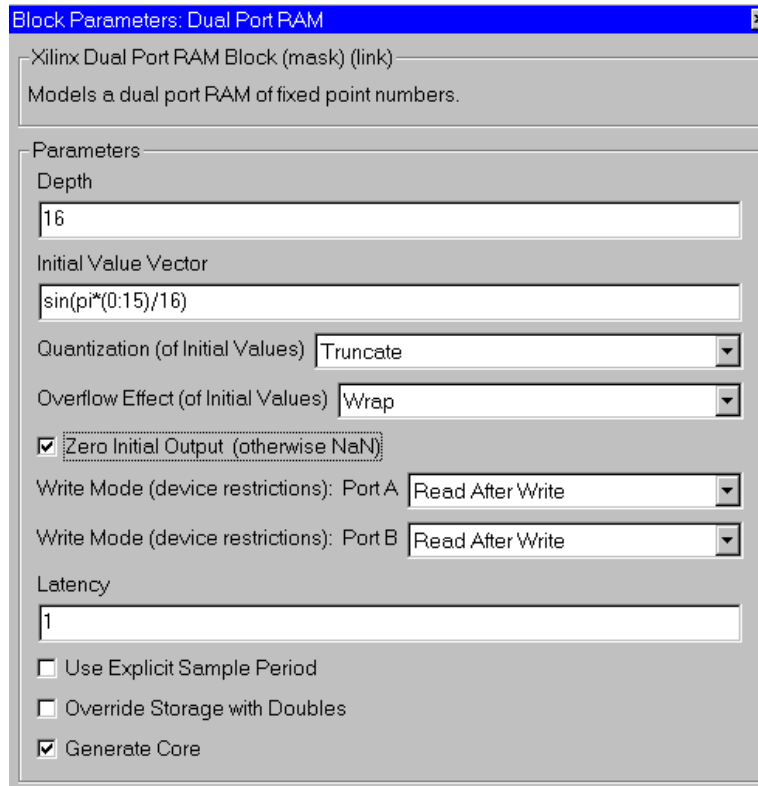 Block Parameters: Dual Port RAM
Xilinx Dual Port RAM Block (mask) (link)
Models a dual port RAM of fixed point numbers.
Parameters
Depth
16
Initial Value Vector
sin(pi*(0:15)/16)
Quantization (of Initial Values) Truncate
Overflow Effect (of Initial Values) Wrap
Zero Initial Output (otherwise NaN)
Write Mode (device restrictions): Port A Read After Write
Write Mode (device restrictions): Port B Read After Write
Latency
1
Use Explicit Sample Period
Override Storage with Doubles
Generate Core